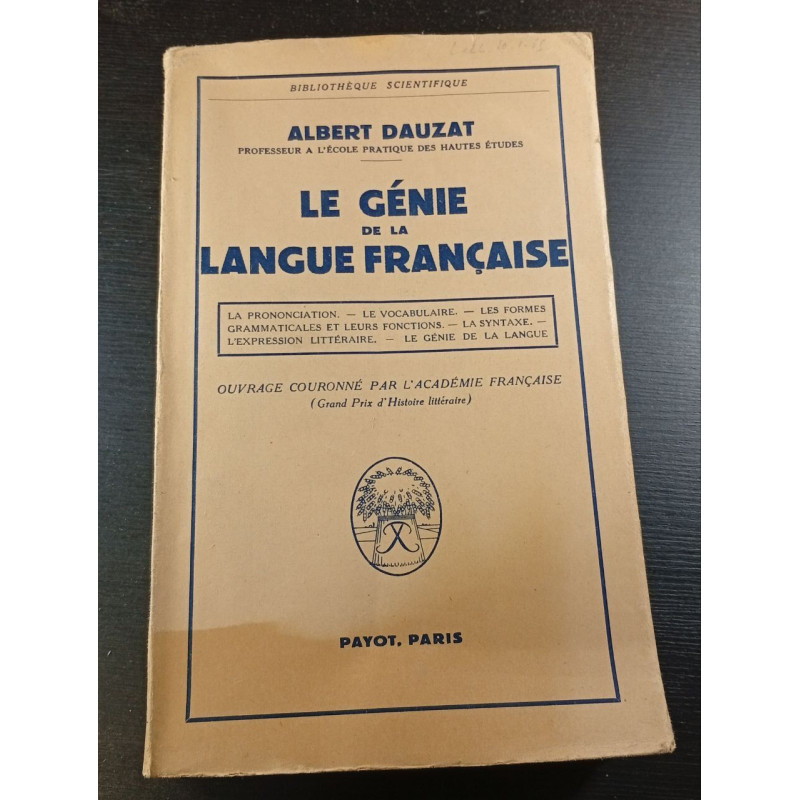 BIBLIOTHÈQUE SCIENTIFIQUE
ALBERT DAUZAT
PROFESSEUR A L'ÉCOLE PRATIQUE DES HAUTES ÉTUDES
LE GÉNIE
DE LA
LANGUE FRANÇAISE
LA PRONONCIATION. — LE VOCABULAIRE. — LES FORMES
GRAMMATICALES ET LEURS FONCTIONS. — LA SYNTAXE. —
L'EXPRESSION LITTÉRAIRE. — LE GÉNIE DE LA LANGUE
OUVRAGE COURONNÉ PAR L'ACADÉMIE FRANÇAISE
(Grand Prix d'Histoire littéraire)
PAYOT, PARIS